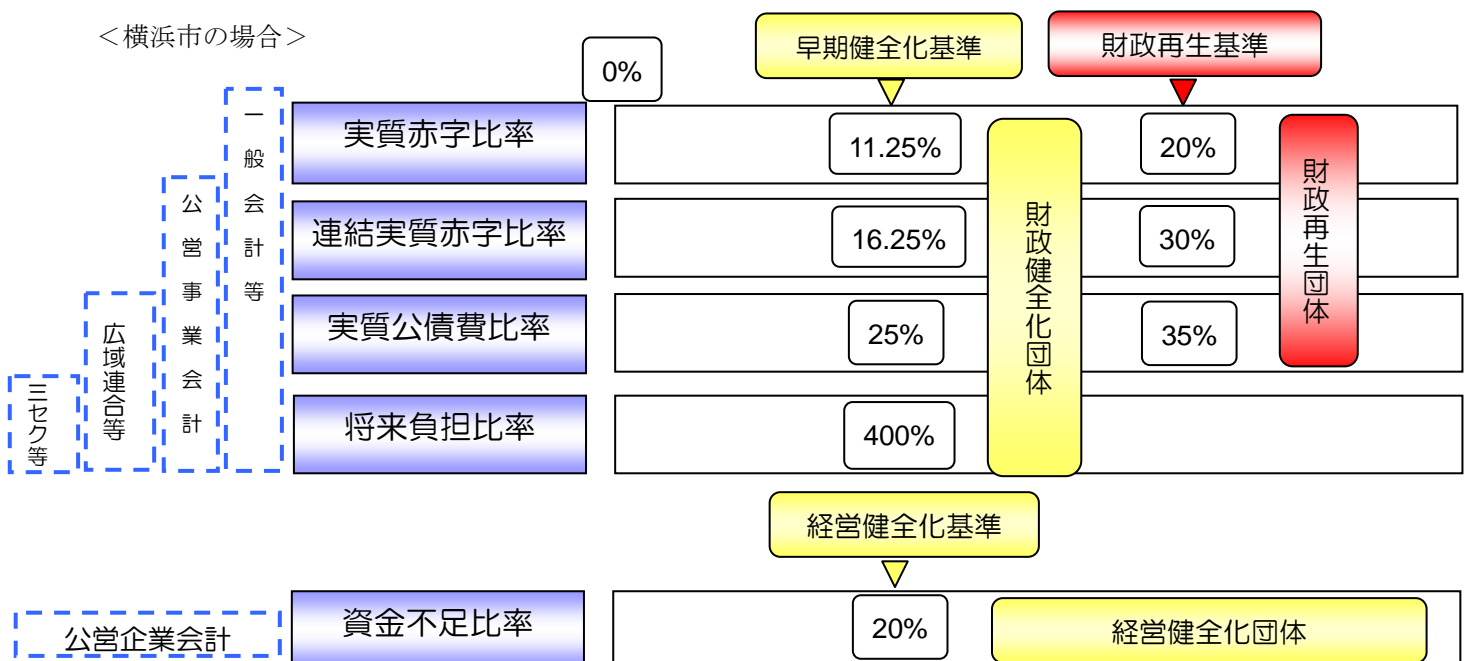 ＜横浜市の場合＞
早期健全化基準
財政再生基準
0%
一般会計等
公営事業会計
広域連合等
三セク等
実質赤字比率
11.25%
20%
連結実質赤字比率
16.25%
30%
実質公債費比率
25%
35%
将来負担比率
400%
財政健全化団体
財政再生団体
経営健全化基準
公営企業会計
資金不足比率
20%
経営健全化団体